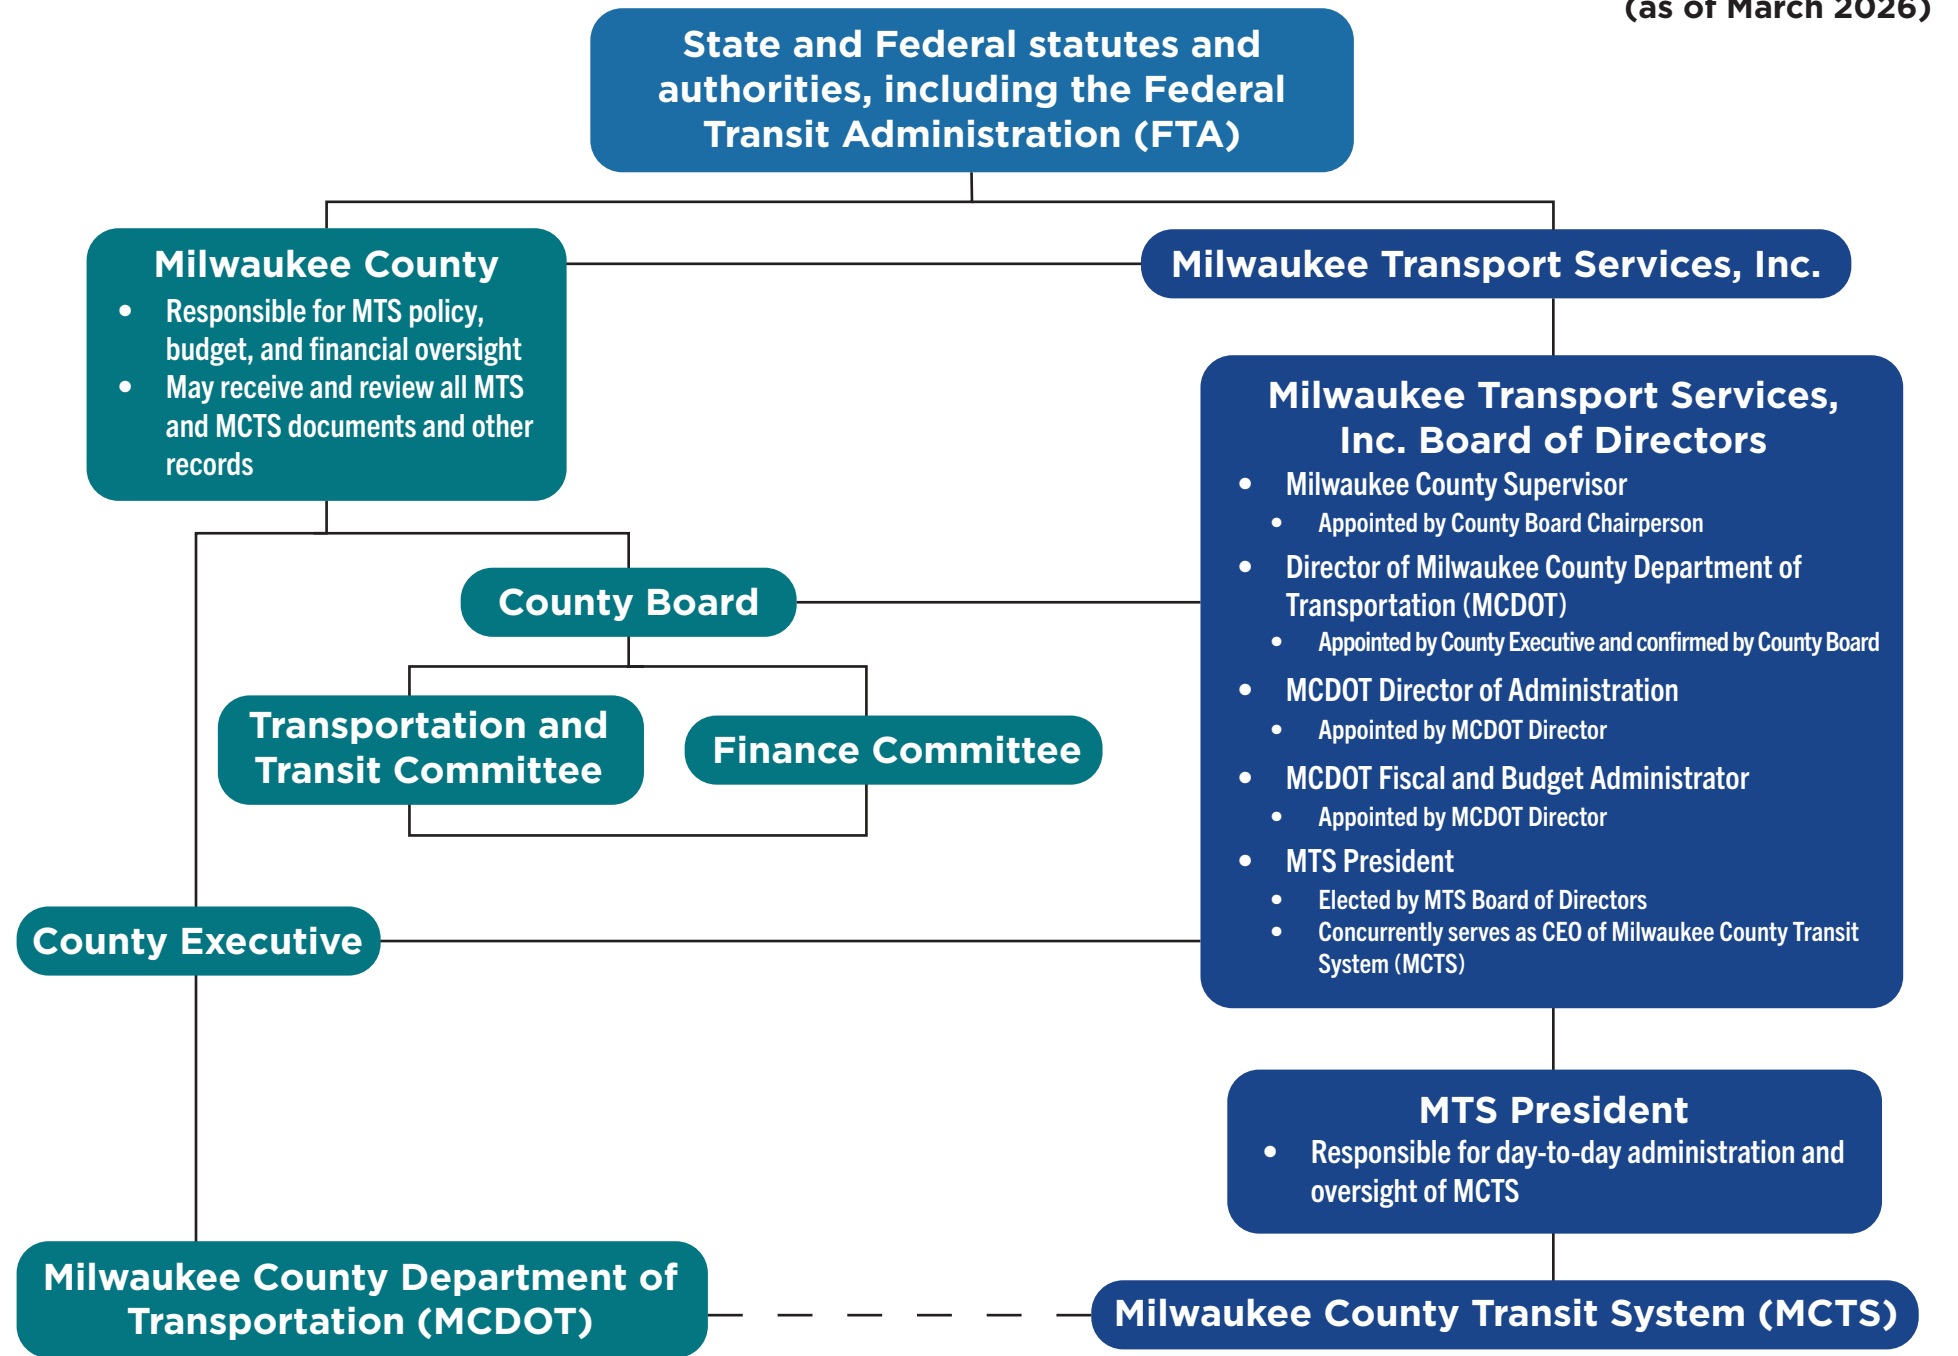 (as of March 2026)
State and Federal statutes and
authorities, including the Federal
Transit Administration (FTA)
Milwaukee County
• Responsible for MTS policy,
budget, and financial oversight
• May receive and review all MTS
and MCTS documents and other
records
Milwaukee Transport Services, Inc.
Milwaukee Transport Services,
Inc. Board of Directors
• Milwaukee County Supervisor
• Appointed by County Board Chairperson
• Director of Milwaukee County Department of
Transportation (MCDOT)
• Appointed by County Executive and confirmed by County Board
• MCDOT Director of Administration
• Appointed by MCDOT Director
• MCDOT Fiscal and Budget Administrator
• Appointed by MCDOT Director
• MTS President
• Elected by MTS Board of Directors
• Concurrently serves as CEO of Milwaukee County Transit
System (MCTS)
County Board
Transportation and
Transit Committee
Finance Committee
County Executive
MTS President
• Responsible for day-to-day administration and
oversight of MCTS
Milwaukee County Department of
Transportation (MCDOT)
Milwaukee County Transit System (MCTS)